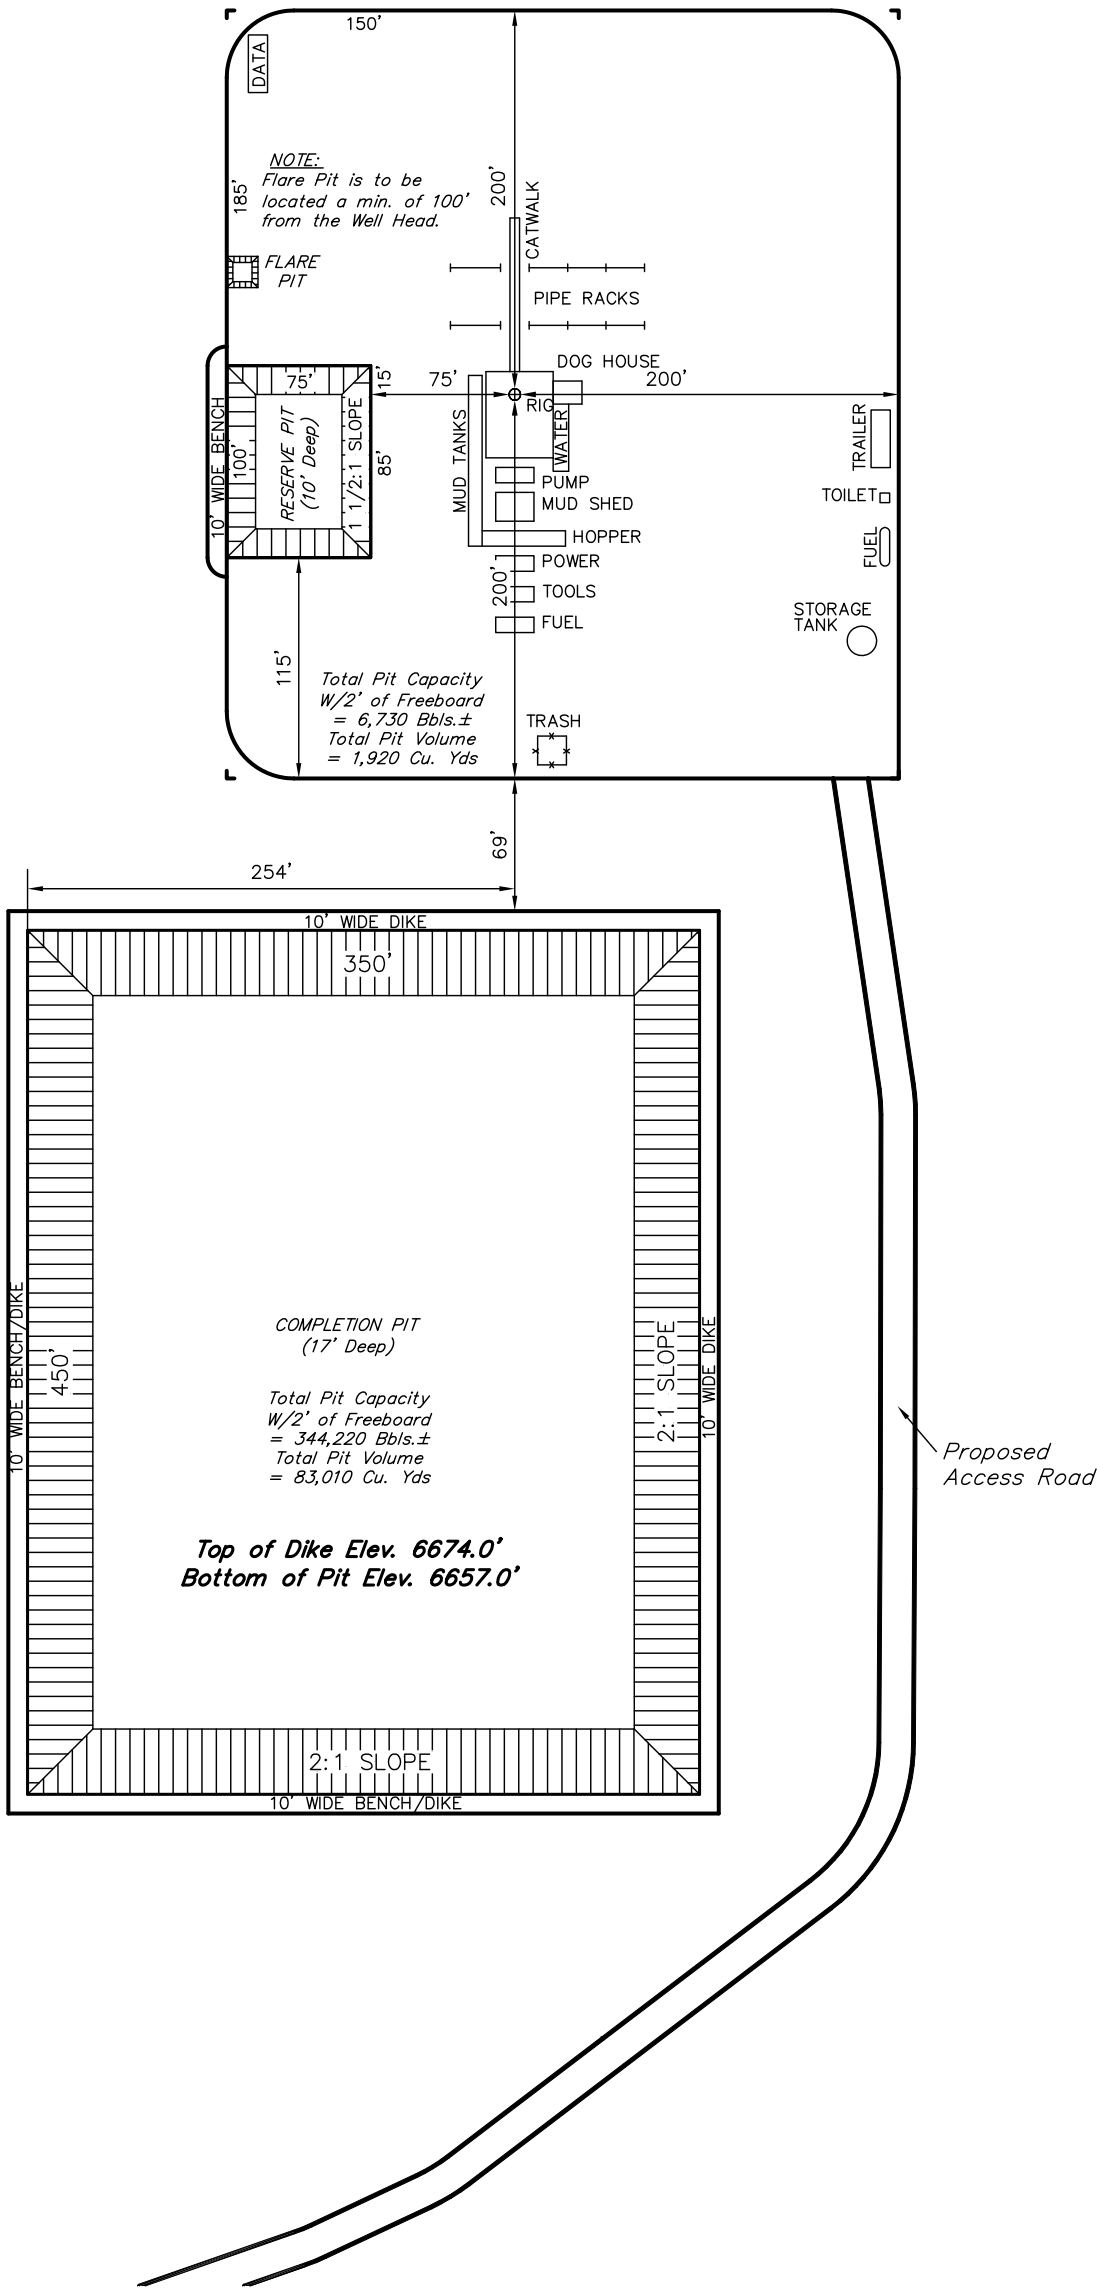 150'
DATA
NOTE:
Flare Pit is to be
located a min. of 100'
from the Well Head.
185'
200'
CATWALK
FLARE
PIT
PIPE RACKS
DOG HOUSE
75'
15'
75'
200'
RIG
10' WIDE BENCH
100'
RESERVE PIT
(10' Deep)
1 1/2:1 SLOPE
85'
MUD TANKS
WATER
TRAILER
PUMP
MUD SHED
TOILET
HOPPER
FUEL
POWER
200'
TOOLS
FUEL
STORAGE
TANK
115'
Total Pit Capacity
W/2' of Freeboard
= 6,730 Bbls.±
Total Pit Volume
= 1,920 Cu. Yds
TRASH
69'
254'
10' WIDE DIKE
350'
10' WIDE BENCH/DIKE
450'
COMPLETION PIT
(17' Deep)
2:1 SLOPE
10' WIDE DIKE
Total Pit Capacity
W/2' of Freeboard
= 344,220 Bbls.±
Total Pit Volume
= 83,010 Cu. Yds
Proposed
Access Road
Top of Dike Elev. 6674.0'
Bottom of Pit Elev. 6657.0'
2:1 SLOPE
10' WIDE BENCH/DIKE